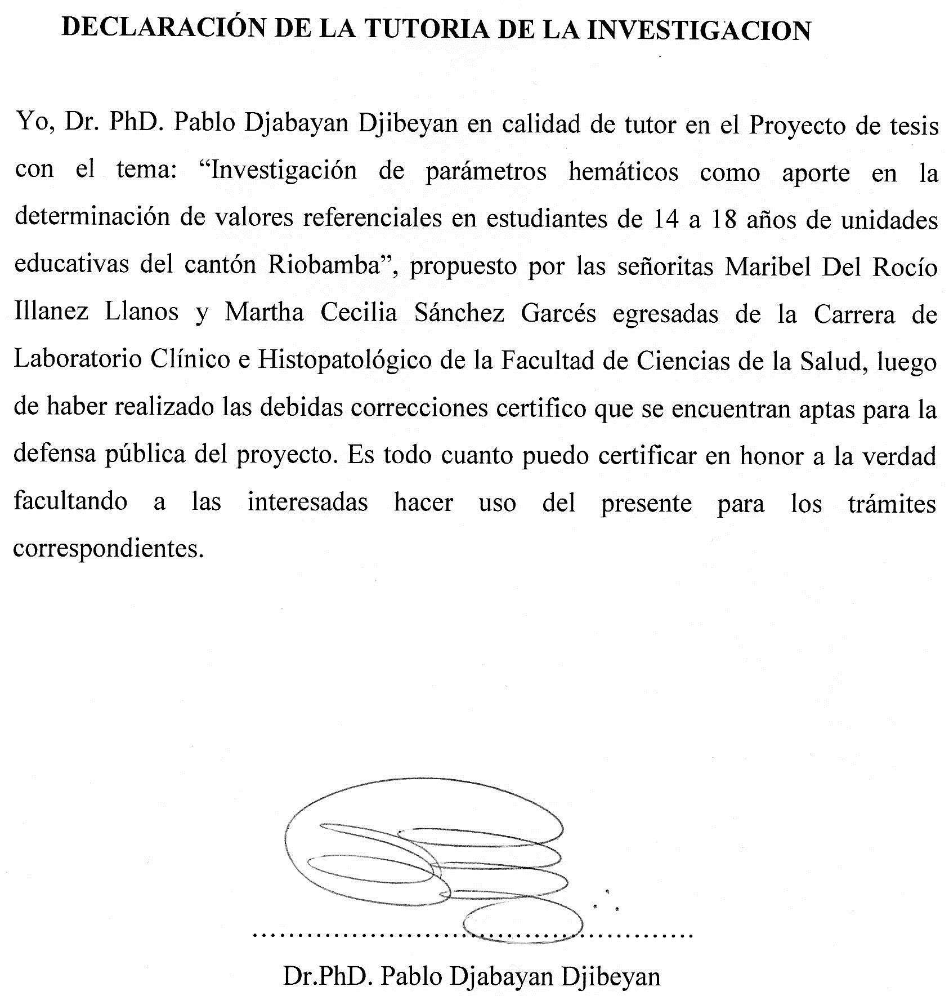 DECLARACIÓN DE LA TUTORIA DE LA INVESTIGACION
Yo, Dr. PhD. Pablo Djabayan Djibeyan en calidad de tutor en el Proyecto de tesis
con el tema: “Investigación de parámetros hemáticos como aporte en la
determinación de valores referenciales en estudiantes de 14 a 18 años de unidades
educativas del cantón Riobamba”, propuesto por las señoritas Maribel Del Rocío
Illanez Llanos y Martha Cecilia Sánchez Garcés egresadas de la Carrera de
Laboratorio Clínico e Histopatológico de la Facultad de Ciencias de la Salud, luego
de haber realizado las debidas correcciones certifico que se encuentran aptas para la
defensa pública del proyecto. Es todo cuanto puedo certificar en honor a la verdad
facultando a las interesadas hacer uso del presente para los trámites
correspondientes.
Dr.PhD. Pablo Djabayan Djibeyan